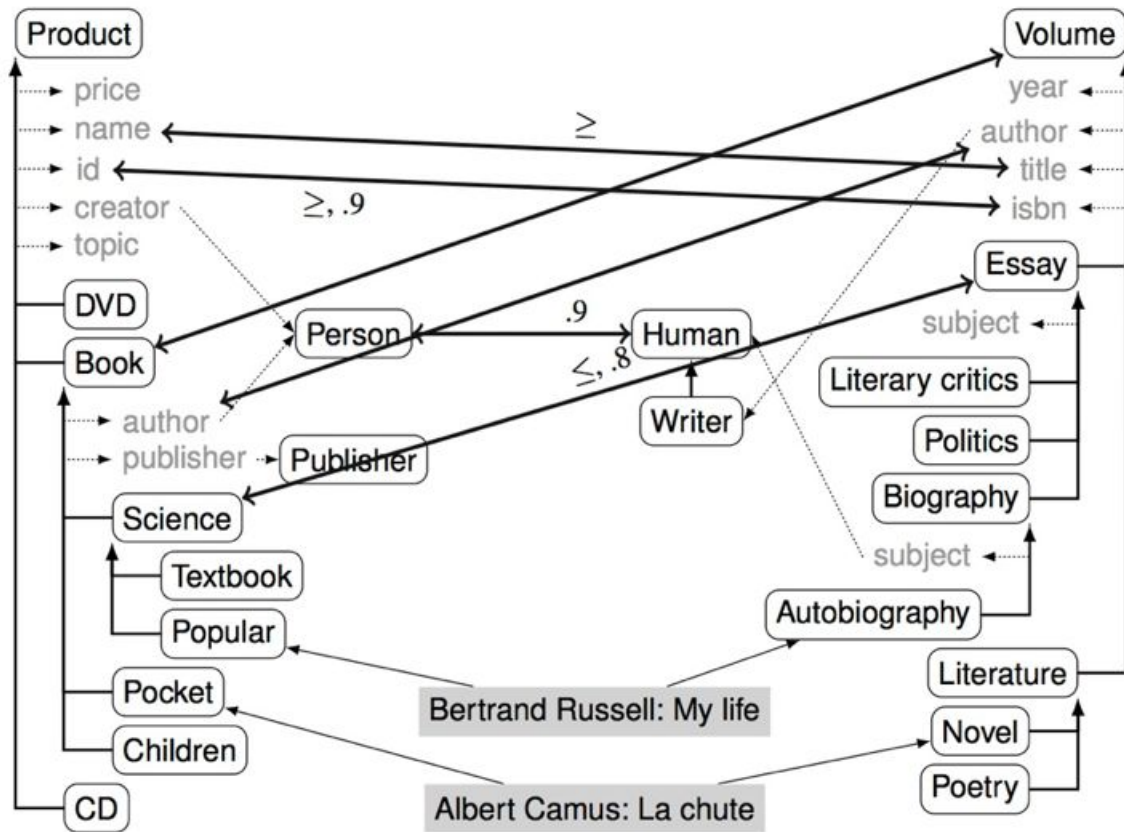 Product
Volume
price
year
name
≥
author
id
title
≥, .9
creator
isbn
topic
Essay
DVD
Person
.9
Human
subject
Book
≤, .8
Literary critics
author
Writer
Politics
publisher
Publisher
Biography
Science
subject
Textbook
Autobiography
Popular
Literature
Pocket
Bertrand Russell: My life
Novel
Children
Poetry
CD
Albert Camus: La chute